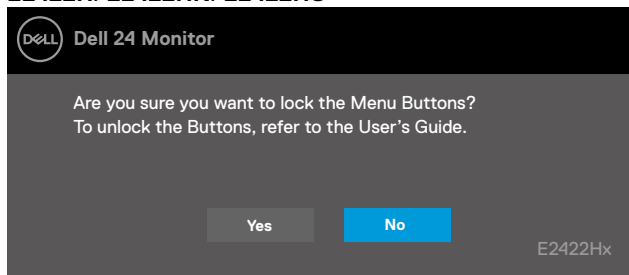 DELL Dell 24 Monitor
Are you sure you want to lock the Menu Buttons?
To unlock the Buttons, refer to the User's Guide.
Yes No
E2422Hx